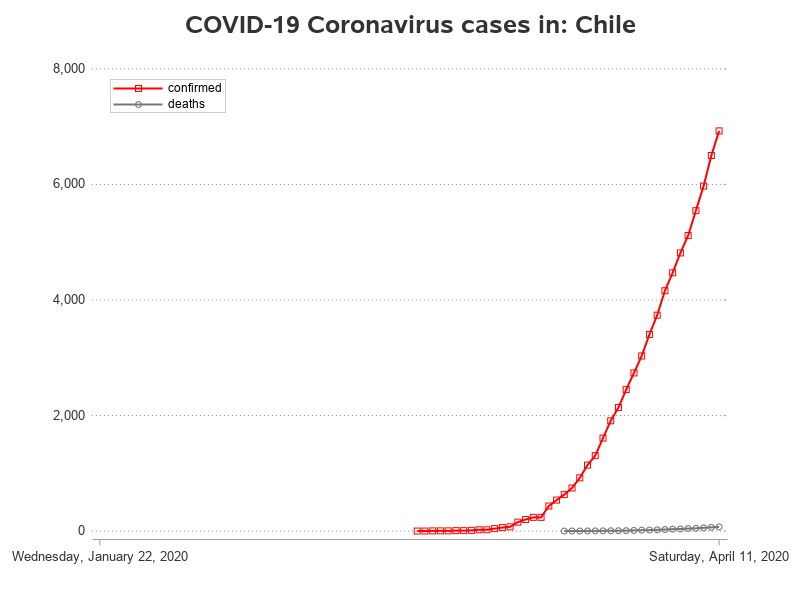 COVID-19 Coronavirus cases in: Chile
8,000
confirmed
deaths
6,000
4,000
2,000
0
Wednesday, January 22, 2020
Saturday, April 11, 2020